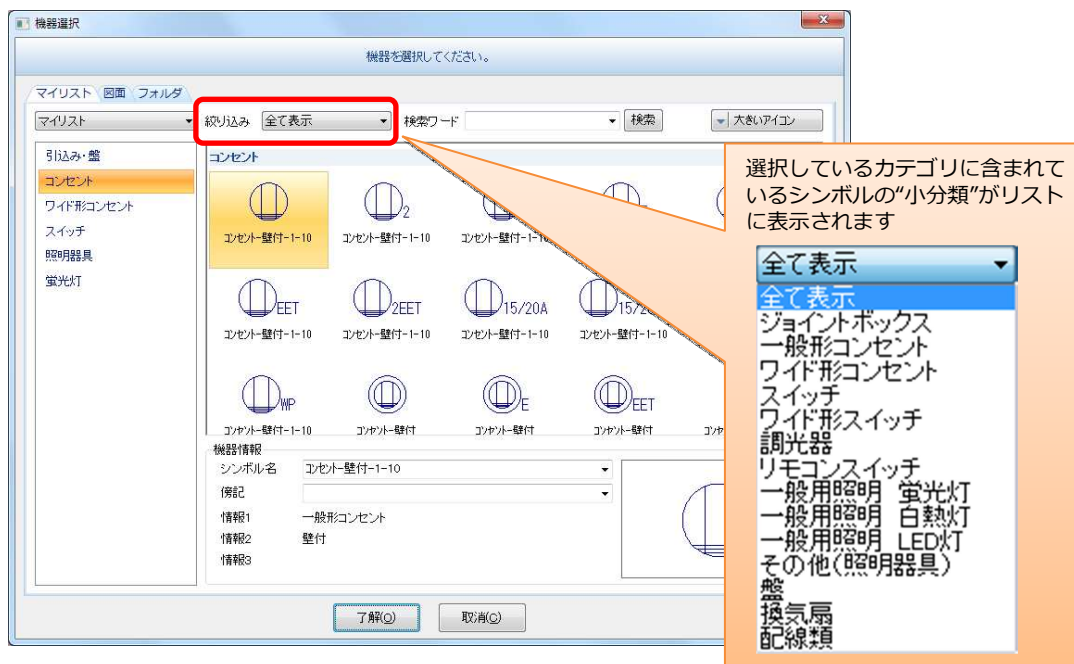 機器選択
機器を選択してください。
マイリスト 図面 フォルダ
マイリスト 絞り込み 全て表示 検索ワード 検索 大きいアイコン
引込み・盤
コンセント
ワイド形コンセント
スイッチ
照明器具
蛍光灯
コンセント
2
コンセント-壁付-1-10 コンセント-壁付-1-10 コンセント-壁付-1-10
EET 2EET 15/20A
コンセント-壁付-1-10 コンセント-壁付-1-10 コンセント-壁付-1-10 コンセント-壁付-1-10
WP E EET
コンセント-壁付-1-10 コンセント-壁付 コンセント-壁付 コンセント-壁付
機器情報
シンボル名 コンセント-壁付-1-10
傍記
情報1 一般形コンセント
情報2 壁付
情報3
了解(O) 取消(C)
選択しているカテゴリに含まれて
いるシンボルの“小分類”がリスト
に表示されます
全て表示
全て表示
ジョイントボックス
一般形コンセント
ワイド形コンセント
スイッチ
ワイド形スイッチ
調光器
リモコンスイッチ
一般用照明 蛍光灯
一般用照明 白熱灯
一般用照明 LED灯
その他(照明器具)
盤
換気扇
配線類